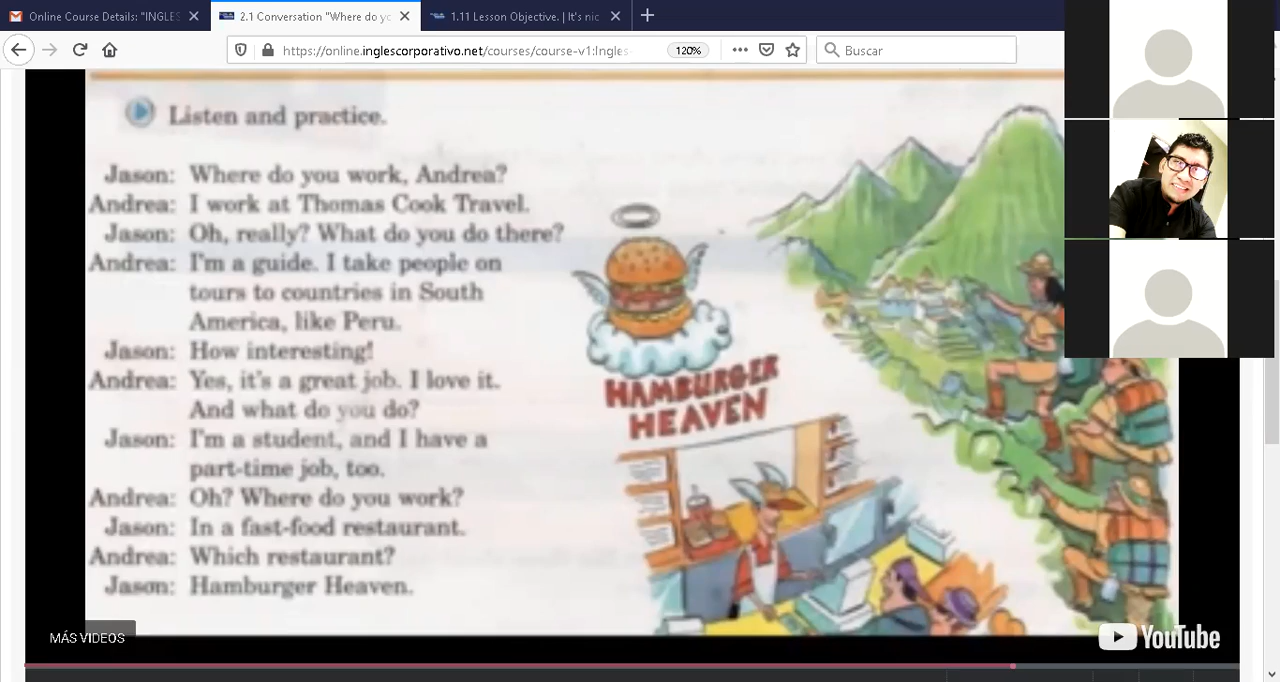 Online Course Details: "INGLES
2.1 Conversation "Where do yo
1.11 Lesson Objective. | It's nic
https://online.inglescorporativo.net/courses/course-v1:Ingles
120%
Buscar
Listen and practice.
Jason: Where do you work, Andrea?
Andrea: I work at Thomas Cook Travel.
Jason: Oh, really? What do you do there?
Andrea: I'm a guide. I take people on
tours to countries in South
America, like Peru.
Jason: How interesting!
Andrea: Yes, it's a great job. I love it.
And what do you do?
Jason: I'm a student, and I have a
part-time job, too.
Andrea: Oh? Where do you work?
Jason: In a fast-food restaurant.
Andrea: Which restaurant?
Jason: Hamburger Heaven.
HAMBURGER
HEAVEN
MÁS VIDEOS
YouTube